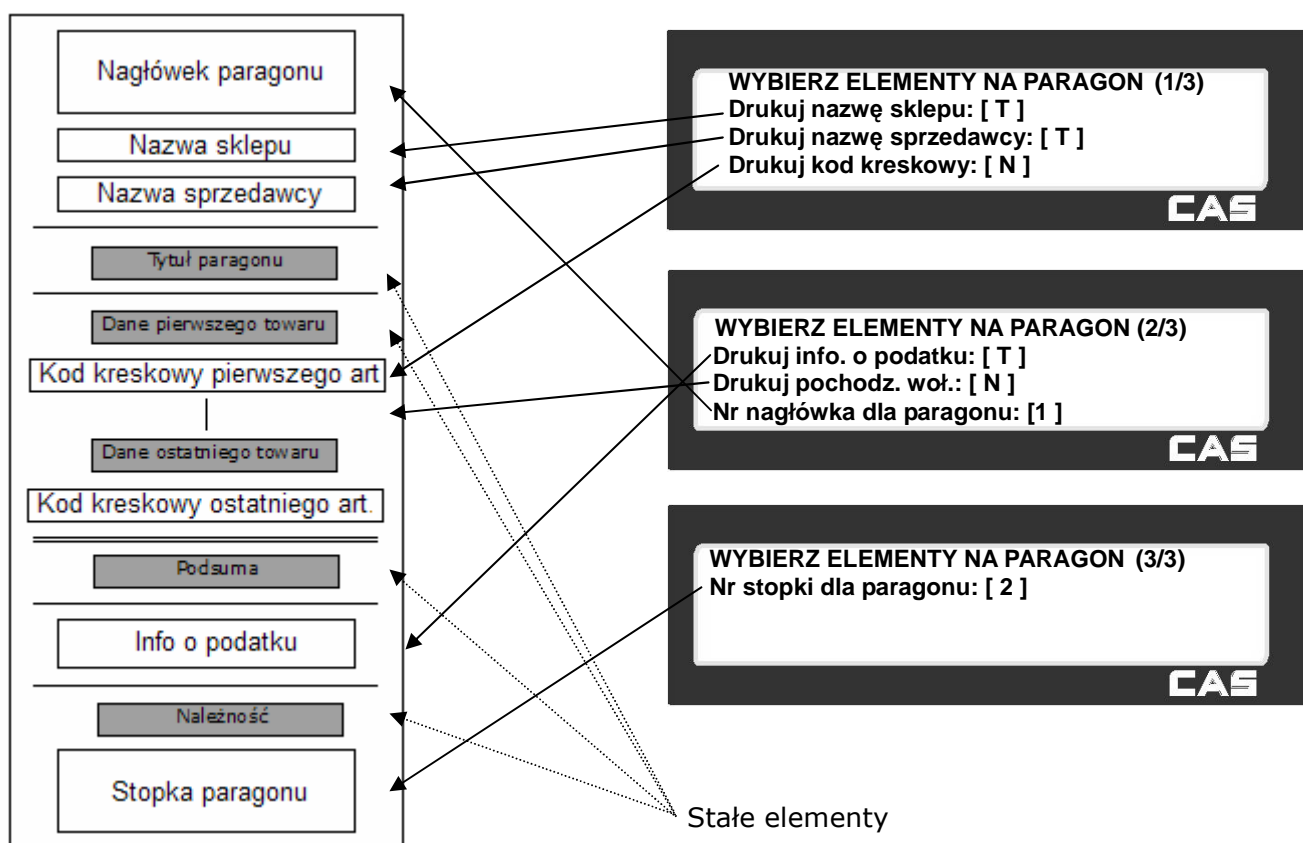 Nagłówek paragonu
Nazwa sklepu
Nazwa sprzedawcy
Tytuł paragonu
Dane pierwszego towaru
Kod kreskowy pierwszego art
Dane ostatniego towaru
Kod kreskowy ostatniego art.
Podsuma
Info o podatku
Należność
Stopka paragonu
WYBIERZ ELEMENTY NA PARAGON (1/3)
Drukuj nazwę sklepu: [ T ]
Drukuj nazwę sprzedawcy: [ T ]
Drukuj kod kreskowy: [ N ]
CAS
WYBIERZ ELEMENTY NA PARAGON (2/3)
Drukuj info. o podatku: [ T ]
Drukuj pochodz. woł.: [ N ]
Nr nagłówka dla paragonu: [1 ]
CAS
WYBIERZ ELEMENTY NA PARAGON (3/3)
Nr stopki dla paragonu: [ 2 ]
CAS
Stałe elementy